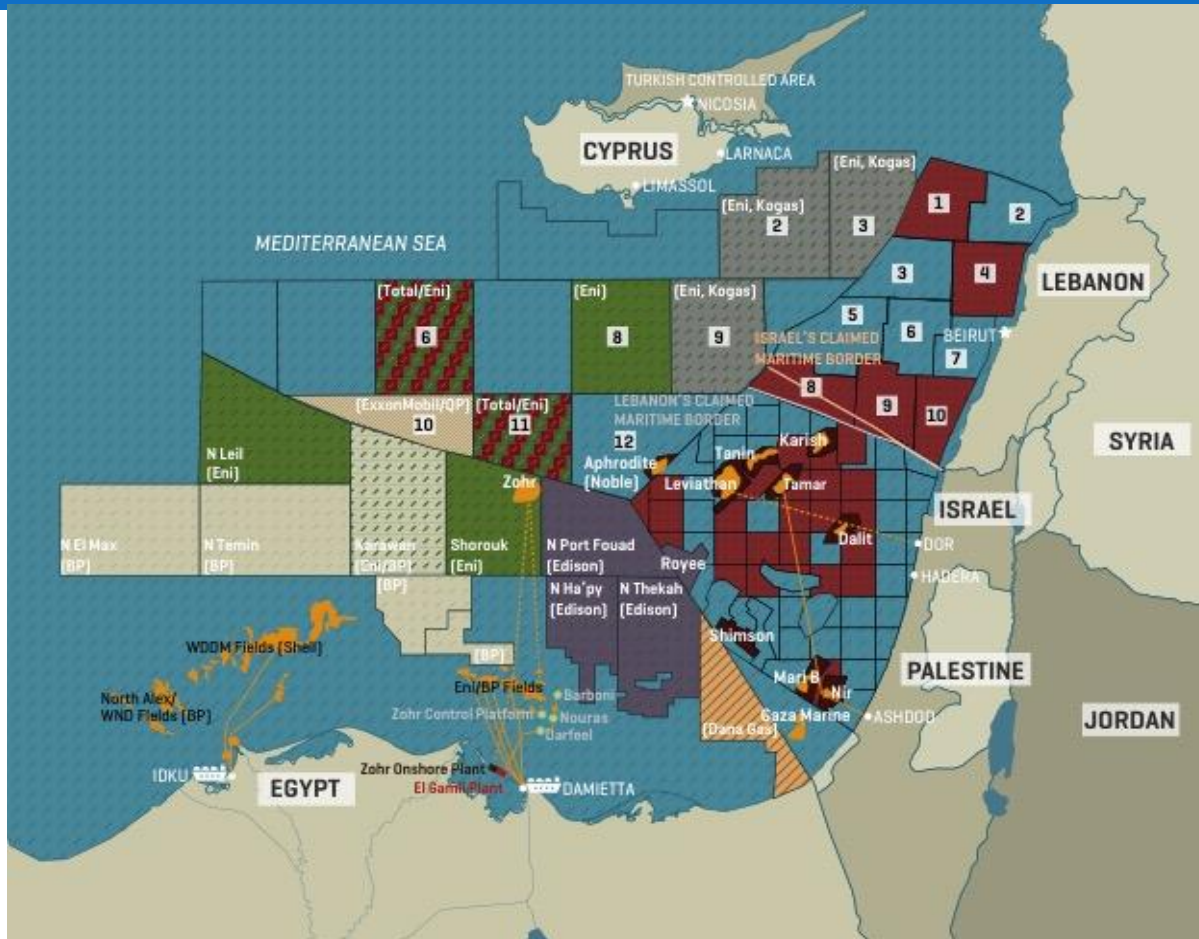 TURKISH CONTROLLED AREA
NICOSIA
CYPRUS
LARNACA
LIMASSOL
(Eni, Kogas)
2
(Eni, Kogas)
3
1
2
3
4
LEBANON
MEDITERRANEAN SEA
(Total/Eni)
6
(Eni)
8
(Eni, Kogas)
9
5
6
7
BEIRUT
ISRAEL'S CLAIMED
MARITIME BORDER
8
9
10
(ExxonMobil/QP)
10
(Total/Eni)
11
LEBANON'S CLAIMED
MARITIME BORDER
12
SYRIA
Aphrodite
(Noble)
Tanin
Karish
Leviathan
Tamar
Dalit
ISRAEL
DOR
HADERA
N Leil
(Eni)
Zohr
N El Max
(BP)
N Temin
(BP)
Karawan
(Eni/BP)
(BP)
Shorouk
(Eni)
N Port Fouad
(Edison)
Royee
N Ha'py
(Edison)
N Thekah
(Edison)
Shimson
PALESTINE
WDDM Fields (Shell)
(BP)
North Alex/
WND Fields (BP)
Eni/BP Fields
Barboni
Zohr Control Platform
Nouras
Darfeel
Mari B
Nir
Gaza Marine
ASHDOD
(Dana Gas)
JORDAN
IDKU
EGYPT
Zohr Onshore Plant
El Gamil Plant
DAMIETTA